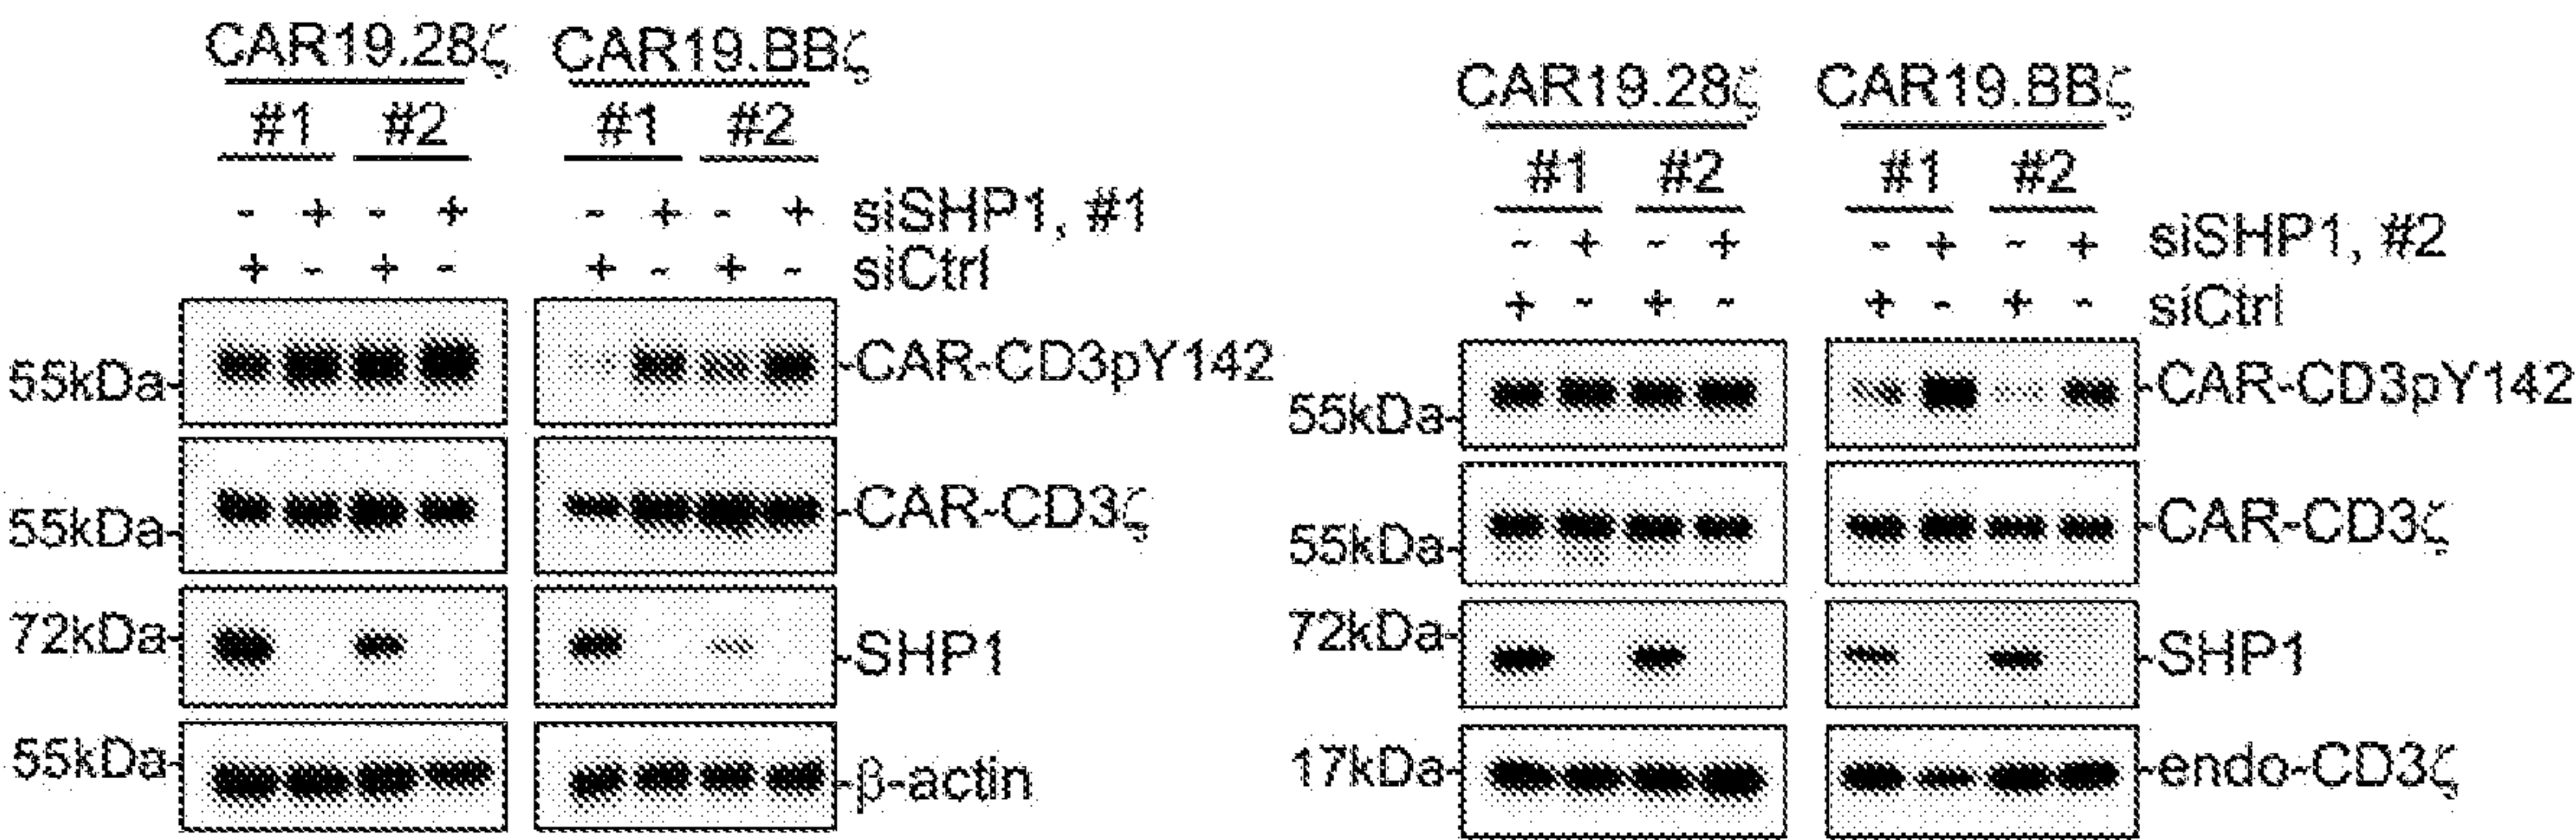 CAR19.28ζ CAR19.BBζ
#1 #2 #1 #2
- + - + - + - + siSHP1, #1
+ - + - + - + - siCtrl
55kDa- -CAR-CD3pY142
55kDa- -CAR-CD3ζ
72kDa- -SHP1
55kDa- -β-actin
CAR19.28ζ CAR19.BBζ
#1 #2 #1 #2
- + - + - + - + siSHP1, #2
+ - + - + - + - siCtrl
55kDa- -CAR-CD3pY142
55kDa- -CAR-CD3ζ
72kDa- -SHP1
17kDa- -endo-CD3ζ